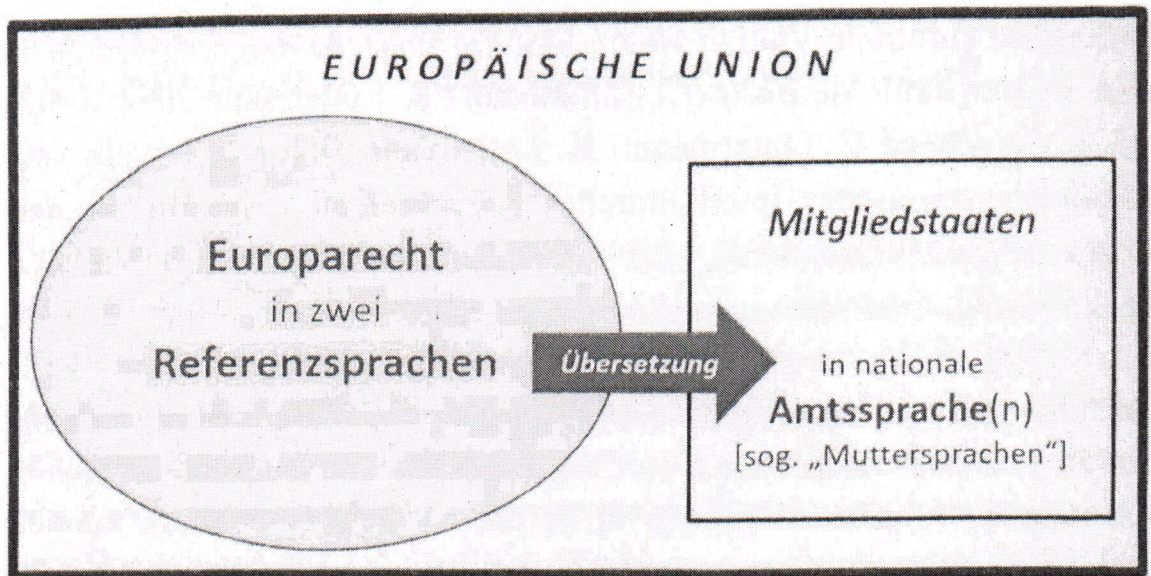 EUROPÄISCHE UNION
Europarecht
in zwei
Referenzsprachen
Übersetzung
Mitgliedstaaten
in nationale
Amtssprache(n)
[sog. „Muttersprachen"]